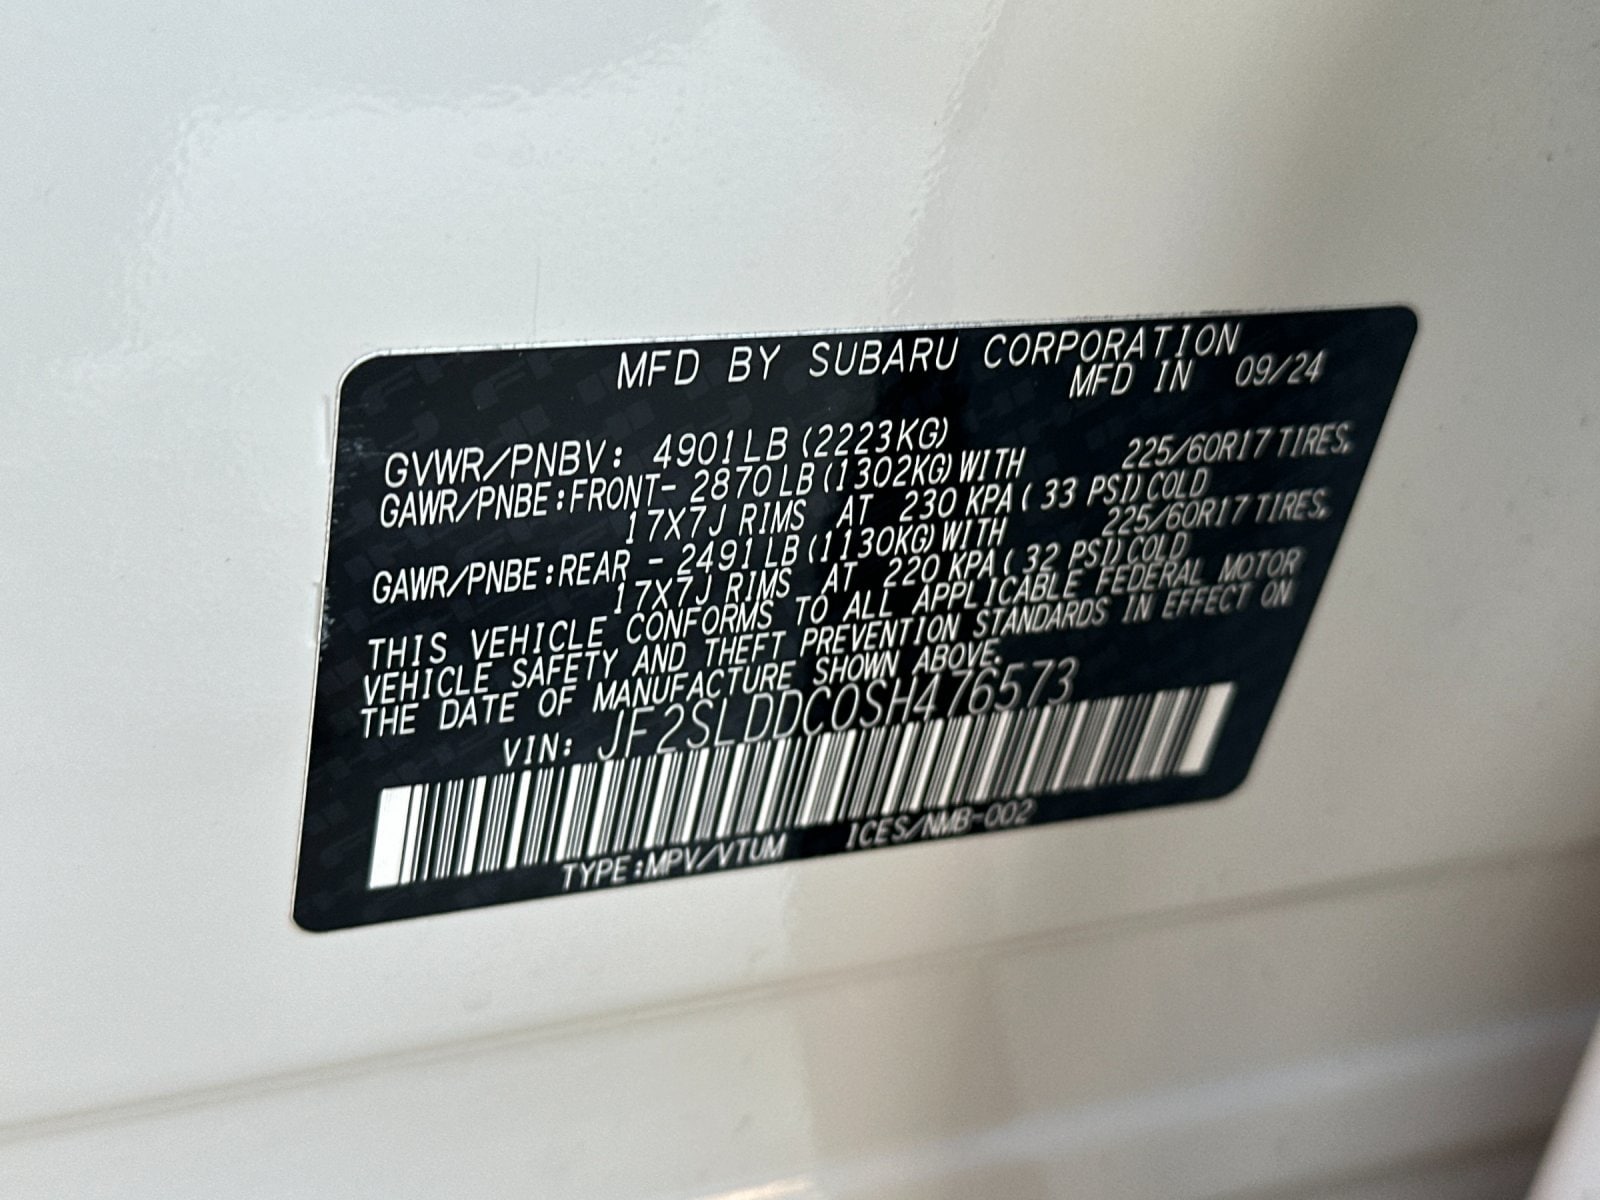 MFD BY SUBARU CORPORATION
MFD IN 09/24
GVWR/PNBV: 4901LB(2223KG)
GAWR/PNBE:FRONT- 2870LB(1302KG)WITH 225/60R17 TIRES,
17X7J RIMS AT 230 KPA( 33 PSI)COLD
GAWR/PNBE:REAR - 2491LB(1130KG)WITH 225/60R17 TIRES,
17X7J RIMS AT 220 KPA( 32 PSI)COLD
THIS VEHICLE CONFORMS TO ALL APPLICABLE FEDERAL MOTOR
VEHICLE SAFETY AND THEFT PREVENTION STANDARDS IN EFFECT ON
THE DATE OF MANUFACTURE SHOWN ABOVE.
VIN: JF2SLDDC0SH476573
TYPE:MPV/VTUM ICES/NMB-002